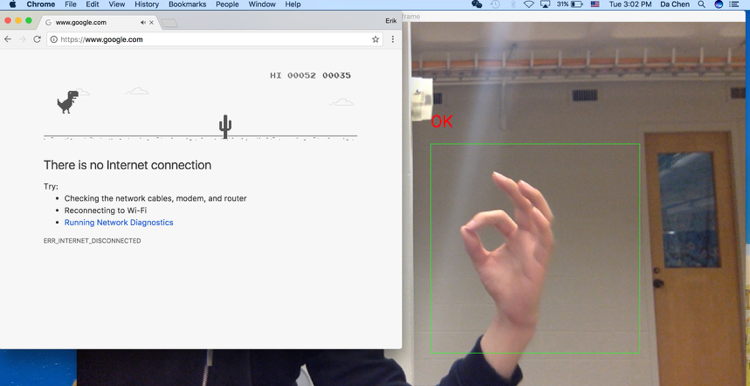 Chrome File Edit View History Bookmarks People Window Help 31% Tue 3:02 PM Da Chen
www.google.com
Erik
frame
https://www.google.com
HI 00052 00035
OK
There is no Internet connection
Try:
• Checking the network cables, modem, and router
• Reconnecting to Wi-Fi
• Running Network Diagnostics
ERR_INTERNET_DISCONNECTED